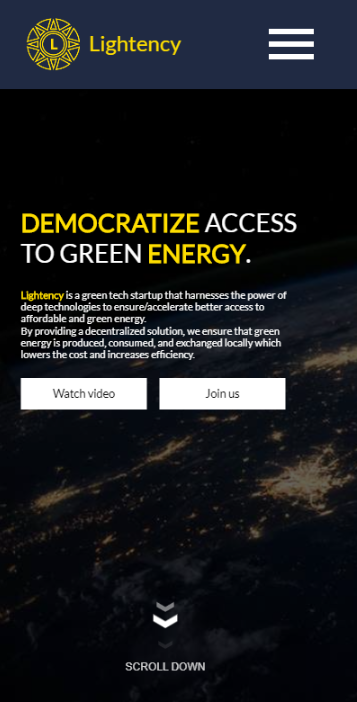 L
Lightency
DEMOCRATIZE ACCESS
TO GREEN ENERGY.
Lightency is a green tech startup that harnesses the power of
deep technologies to ensure/accelerate better access to
affordable and green energy.
By providing a decentralized solution, we ensure that green
energy is produced, consumed, and exchanged locally which
lowers the cost and increases efficiency.
Watch video
Join us
SCROLL DOWN